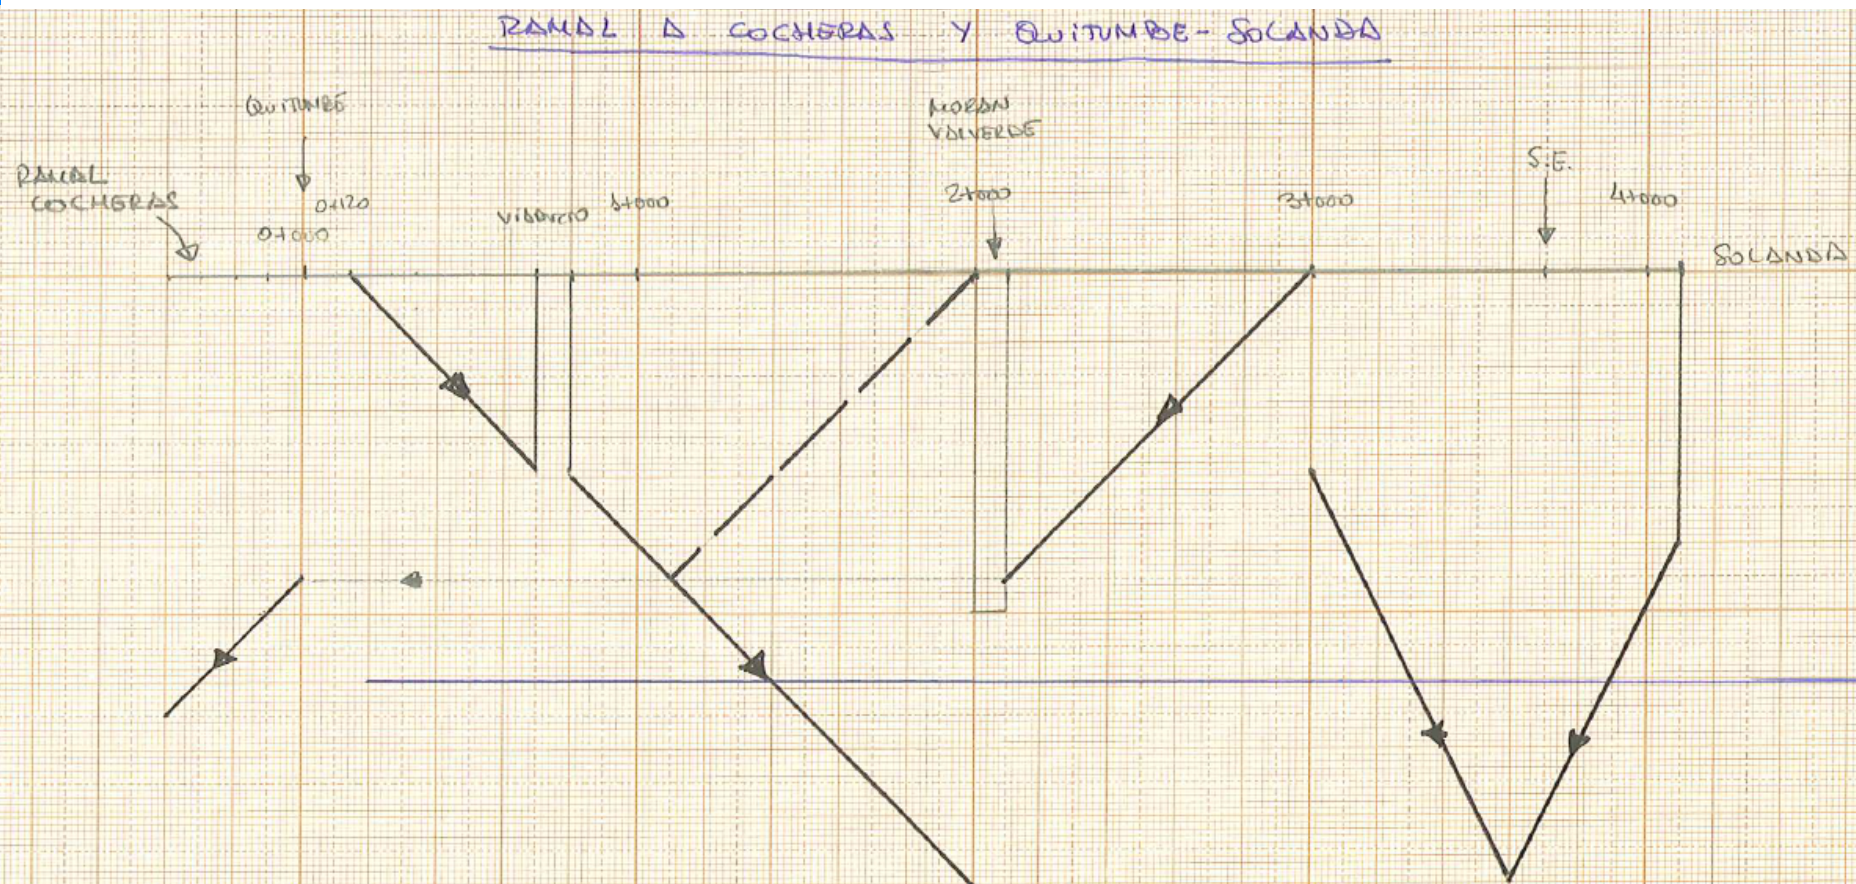 RAMAL A COCHERAS Y QUITUMBE-SOLANDA
QUITUMBE
MORAN
VALVERDE
S.E.
RAMAL
COCHERAS
0+000
0+120
VIADUCTO
1+000
2+000
3+000
4+000
SOLANDA